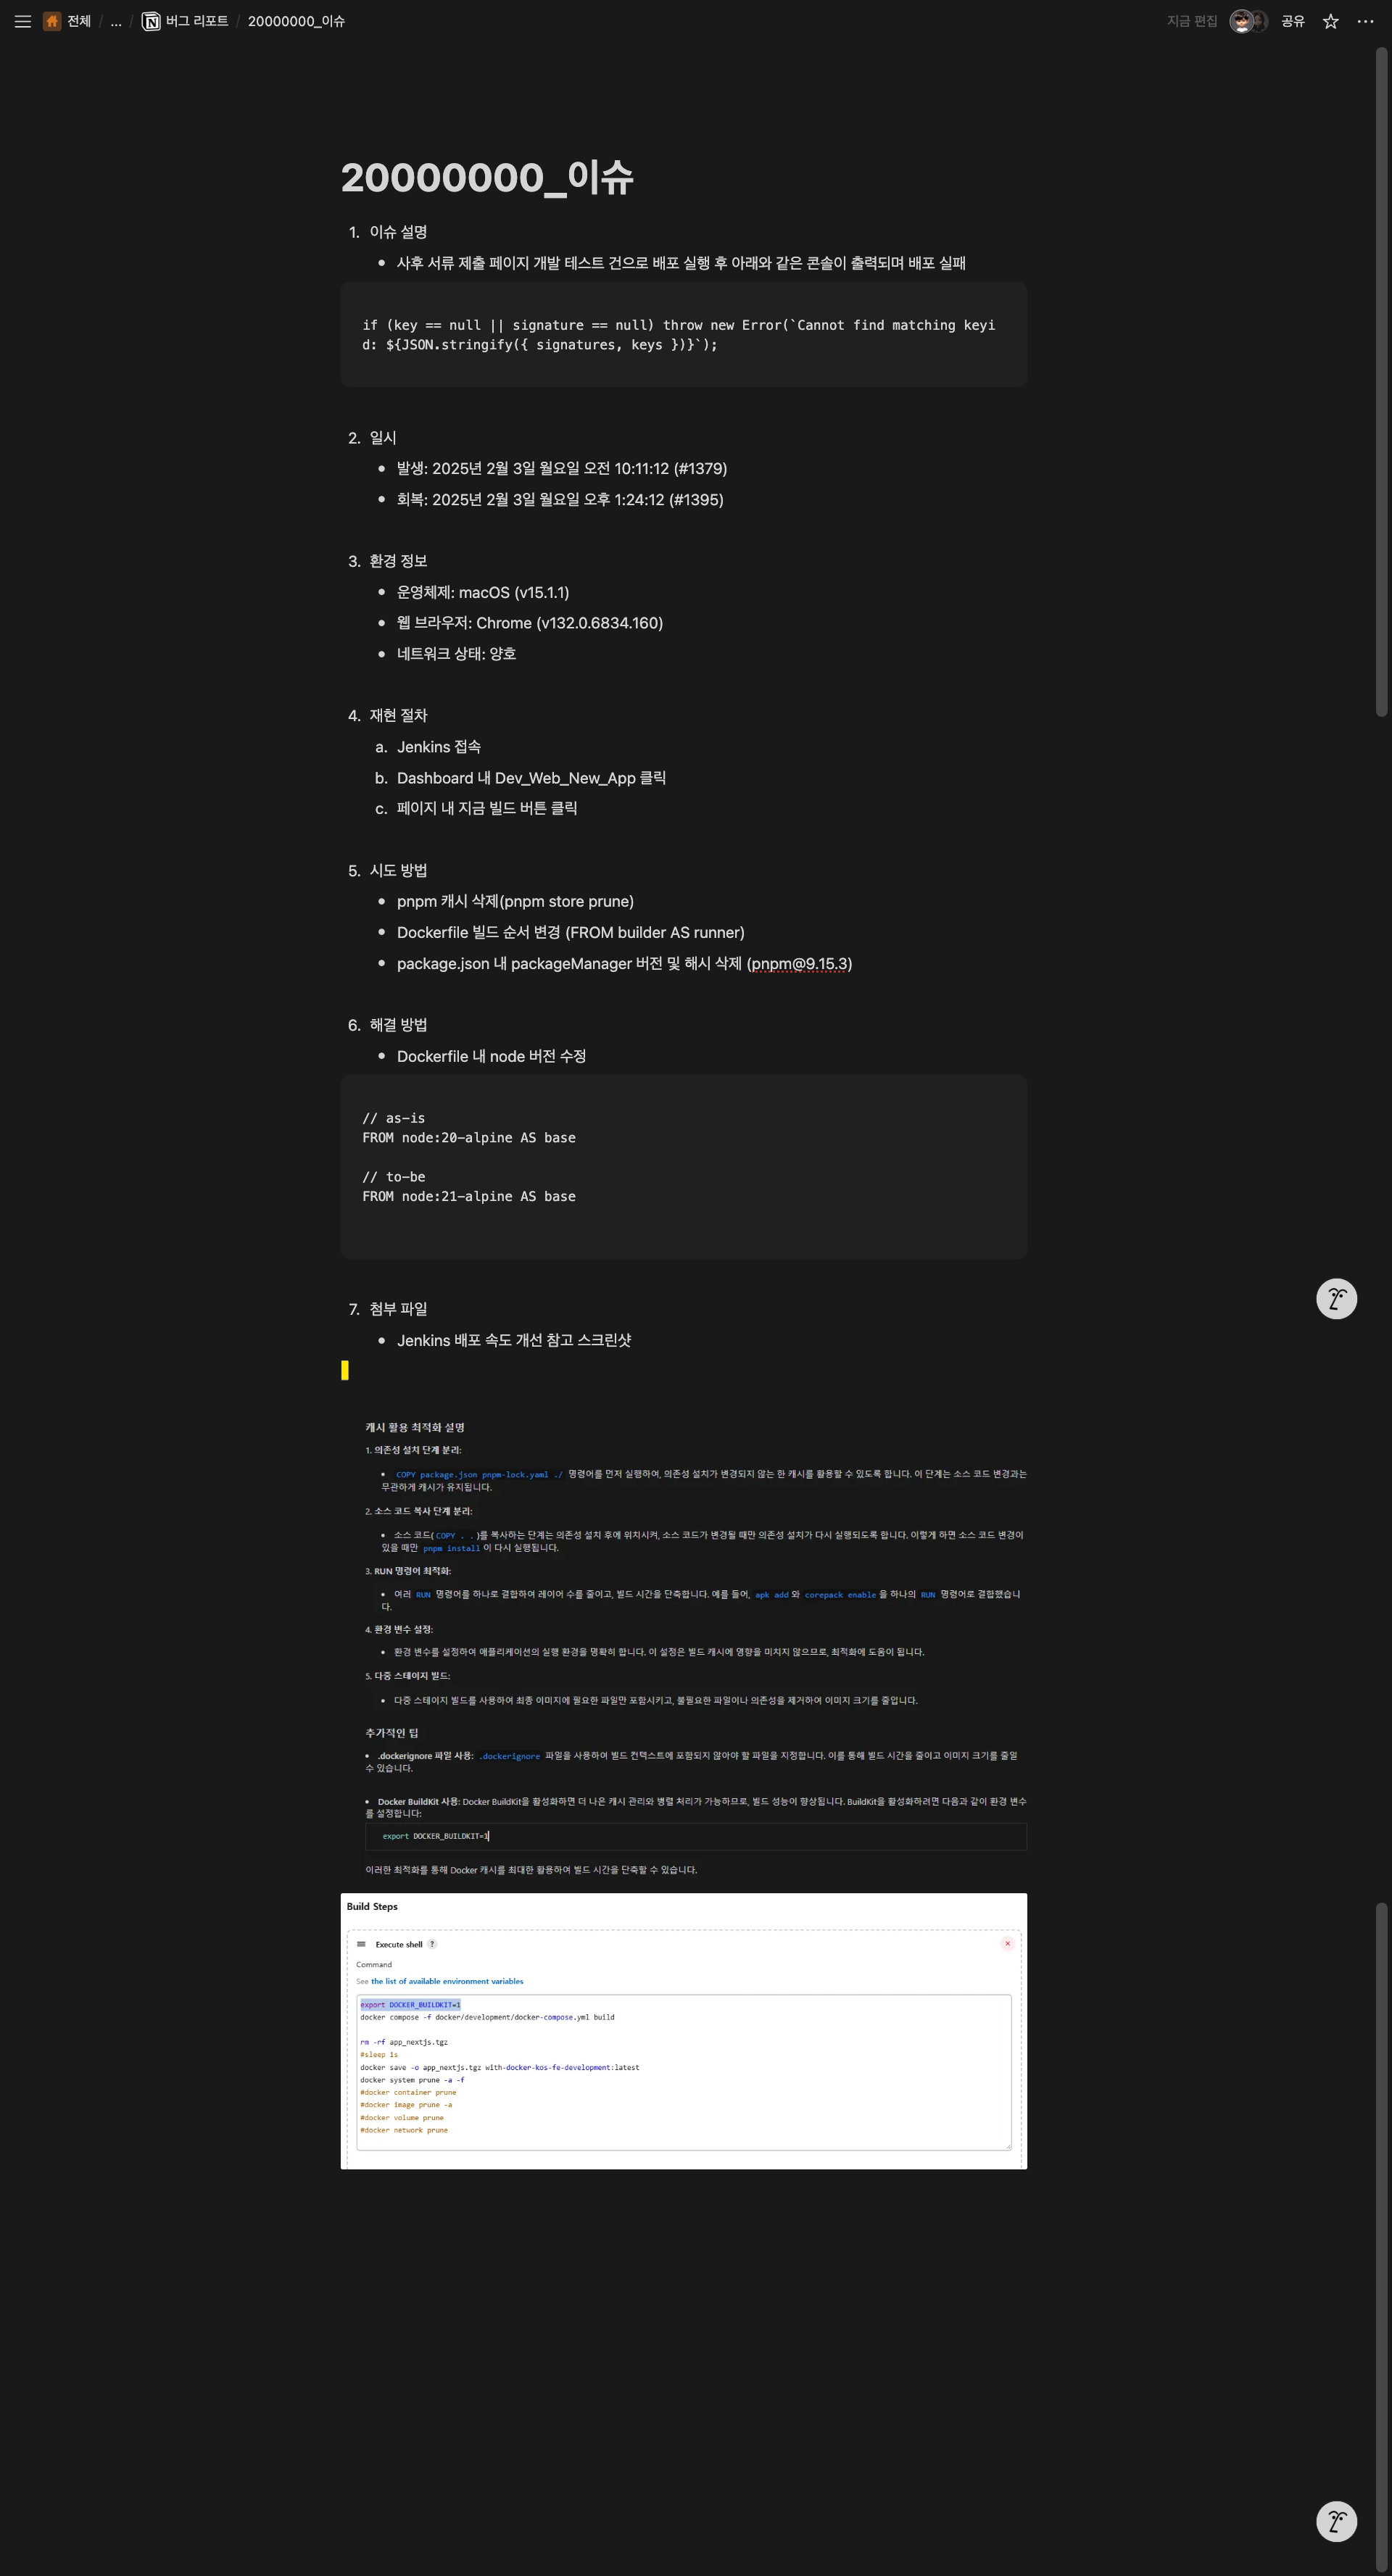 전체 / ... / 버그 리포트 / 20000000_이슈
지금 편집 공유
20000000_이슈
1. 이슈 설명
• 사후 서류 제출 페이지 개발 테스트 건으로 배포 실행 후 아래와 같은 콘솔이 출력되며 배포 실패
if (key == null || signature == null) throw new Error(`Cannot find matching keyi
d: ${JSON.stringify({ signatures, keys })}`);
2. 일시
• 발생: 2025년 2월 3일 월요일 오전 10:11:12 (#1379)
• 회복: 2025년 2월 3일 월요일 오후 1:24:12 (#1395)
3. 환경 정보
• 운영체제: macOS (v15.1.1)
• 웹 브라우저: Chrome (v132.0.6834.160)
• 네트워크 상태: 양호
4. 재현 절차
a. Jenkins 접속
b. Dashboard 내 Dev_Web_New_App 클릭
c. 페이지 내 지금 빌드 버튼 클릭
5. 시도 방법
• pnpm 캐시 삭제(pnpm store prune)
• Dockerfile 빌드 순서 변경 (FROM builder AS runner)
• package.json 내 packageManager 버전 및 해시 삭제 (pnpm@9.15.3)
6. 해결 방법
• Dockerfile 내 node 버전 수정
// as-is
FROM node:20-alpine AS base
// to-be
FROM node:21-alpine AS base
7. 첨부 파일
• Jenkins 배포 속도 개선 참고 스크린샷
캐시 활용 최적화 설명
1. 의존성 설치 단계 분리:
• COPY package.json pnpm-lock.yaml ./ 명령어를 먼저 실행하여, 의존성 설치가 변경되지 않는 한 캐시를 활용할 수 있도록 합니다. 이 단계는 소스 코드 변경과는
무관하게 캐시가 유지됩니다.
2. 소스 코드 복사 단계 분리:
• 소스 코드(COPY . .)를 복사하는 단계는 의존성 설치 후에 위치시켜, 소스 코드가 변경될 때만 의존성 설치가 다시 실행되도록 합니다. 이렇게 하면 소스 코드 변경이
있을 때만 pnpm install 이 다시 실행됩니다.
3. RUN 명령어 최적화:
• 여러 RUN 명령어를 하나로 결합하여 레이어 수를 줄이고, 빌드 시간을 단축합니다. 예를 들어, apk add 와 corepack enable 을 하나의 RUN 명령어로 결합했습니
다.
4. 환경 변수 설정:
• 환경 변수를 설정하여 애플리케이션의 실행 환경을 명확히 합니다. 이 설정은 빌드 캐시에 영향을 미치지 않으므로, 최적화에 도움이 됩니다.
5. 다중 스테이지 빌드:
• 다중 스테이지 빌드를 사용하여 최종 이미지에 필요한 파일만 포함시키고, 불필요한 파일이나 의존성을 제거하여 이미지 크기를 줄입니다.
추가적인 팁
• .dockerignore 파일 사용: .dockerignore 파일을 사용하여 빌드 컨텍스트에 포함되지 않아야 할 파일을 지정합니다. 이를 통해 빌드 시간을 줄이고 이미지 크기를 줄일
수 있습니다.
• Docker BuildKit 사용: Docker BuildKit을 활성화하면 더 나은 캐시 관리와 병렬 처리가 가능하므로, 빌드 성능이 향상됩니다. BuildKit을 활성화하려면 다음과 같이 환경 변수
를 설정합니다:
export DOCKER_BUILDKIT=1
이러한 최적화를 통해 Docker 캐시를 최대한 활용하여 빌드 시간을 단축할 수 있습니다.
Build Steps
Execute shell ?
Command
See the list of available environment variables
export DOCKER_BUILDKIT=1
docker compose -f docker/development/docker-compose.yml build
rm -rf app_nextjs.tgz
#sleep 1s
docker save -o app_nextjs.tgz with-docker-kos-fe-development:latest
docker system prune -a -f
#docker container prune
#docker image prune -a
#docker volume prune
#docker network prune